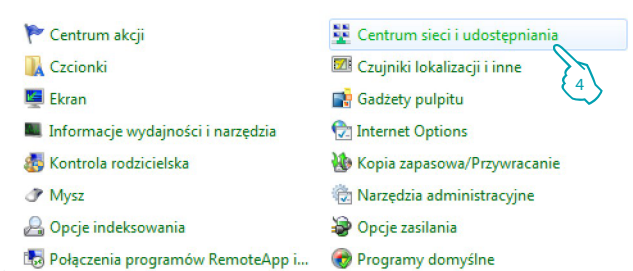 Centrum akcji
Centrum sieci i udostępniania
Czcionki
Czujniki lokalizacji i inne
4
Ekran
Gadżety pulpitu
Informacje wydajności i narzędzia
Internet Options
Kontrola rodzicielska
Kopia zapasowa/Przywracanie
Mysz
Narzędzia administracyjne
Opcje indeksowania
Opcje zasilania
Połączenia programów RemoteApp i...
Programy domyślne